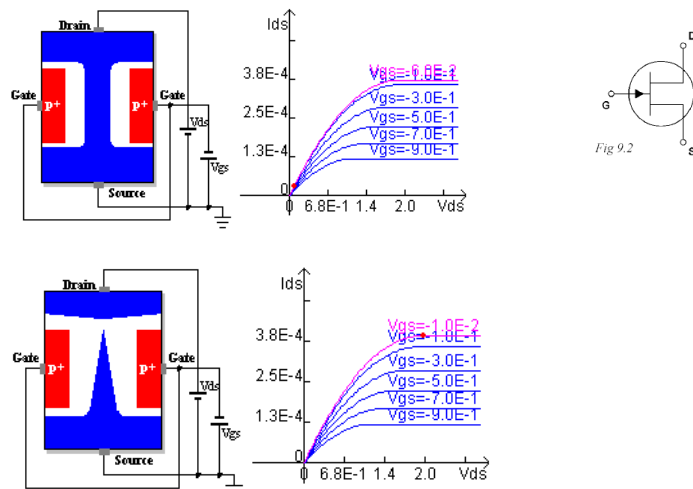 Drain
Gate
Gate
p+
p+
Vds
Vgs
Source
Ids
3.8E-4
2.5E-4
1.3E-4
0
0 6.8E-1 1.4 2.0 Vds
Vgs=-1.0E-1
Vgs=-3.0E-1
Vgs=-5.0E-1
Vgs=-7.0E-1
Vgs=-9.0E-1
D
G
S
Fig 9.2
Drain
Gate
Gate
p+
p+
Vds
Vgs
Source
Ids
3.8E-4
2.5E-4
1.3E-4
0
0 6.8E-1 1.4 2.0 Vds
Vgs=-1.0E-2
Vgs=-1.0E-1
Vgs=-3.0E-1
Vgs=-5.0E-1
Vgs=-7.0E-1
Vgs=-9.0E-1